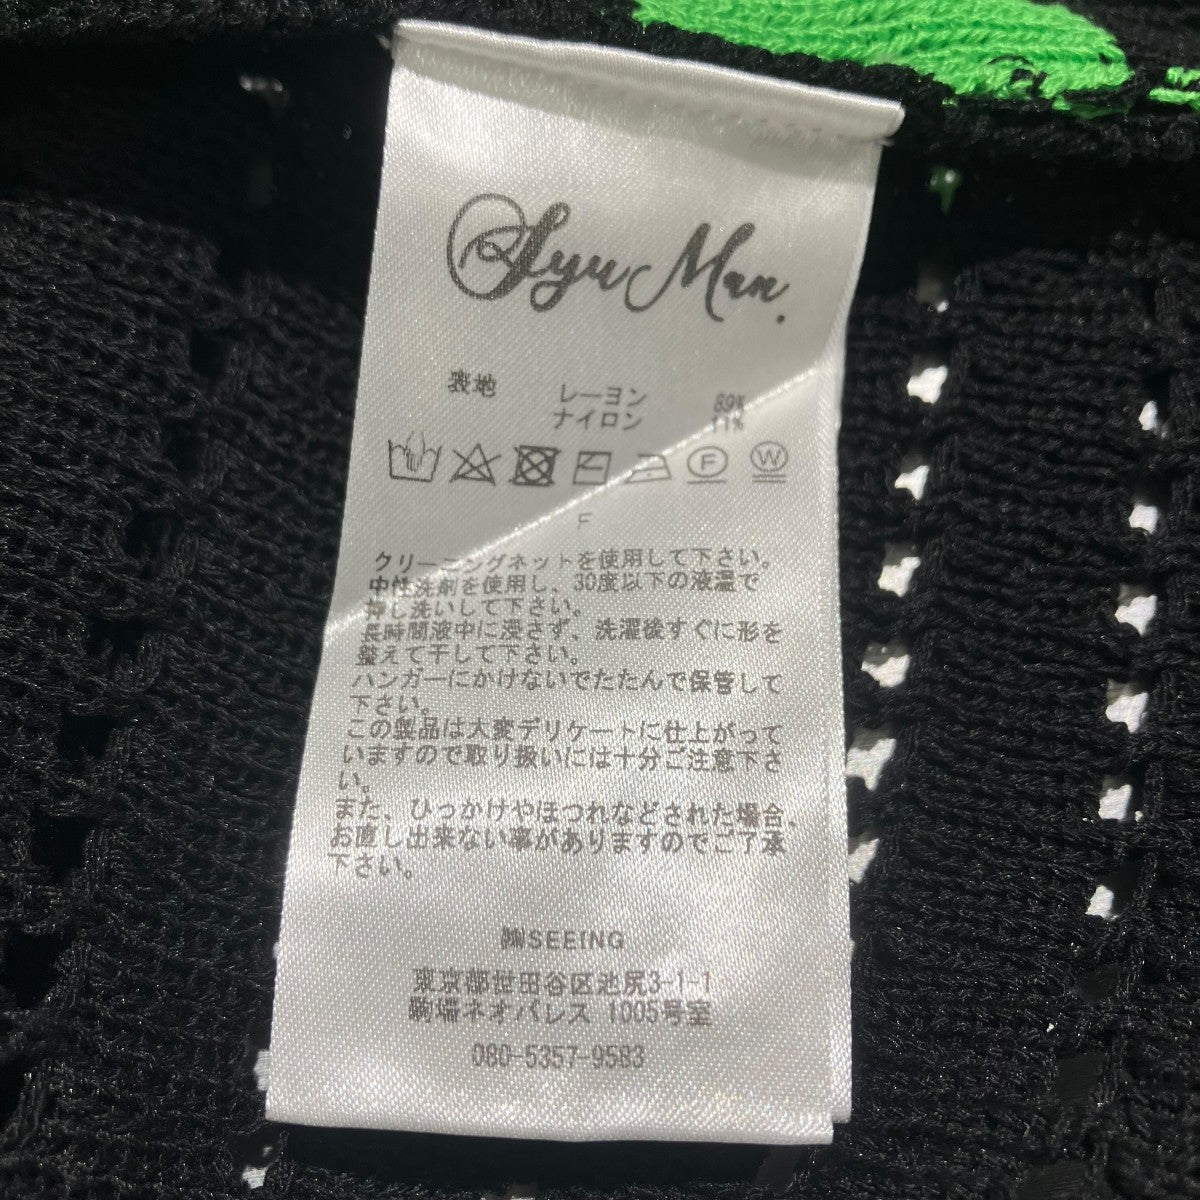 Syu Man.
表地 レーヨン 89%
ナイロン 11%
F W
F
クリーニングネットを使用して下さい。
中性洗剤を使用し、30度以下の液温で
押し洗いして下さい。
長時間液中に浸さず、洗濯後すぐに形を
整えて干して下さい。
ハンガーにかけないでたたんで保管して
下さい。
この製品は大変デリケートに仕上がって
いますので取り扱いには十分ご注意下さ
い。
また、ひっかけやほつれなどされた場合、
お直し出来ない事がありますのでご了承
下さい。
㈱SEEING
東京都世田谷区池尻3-1-1
駒場ネオパレス 1005号室
080-5357-9583